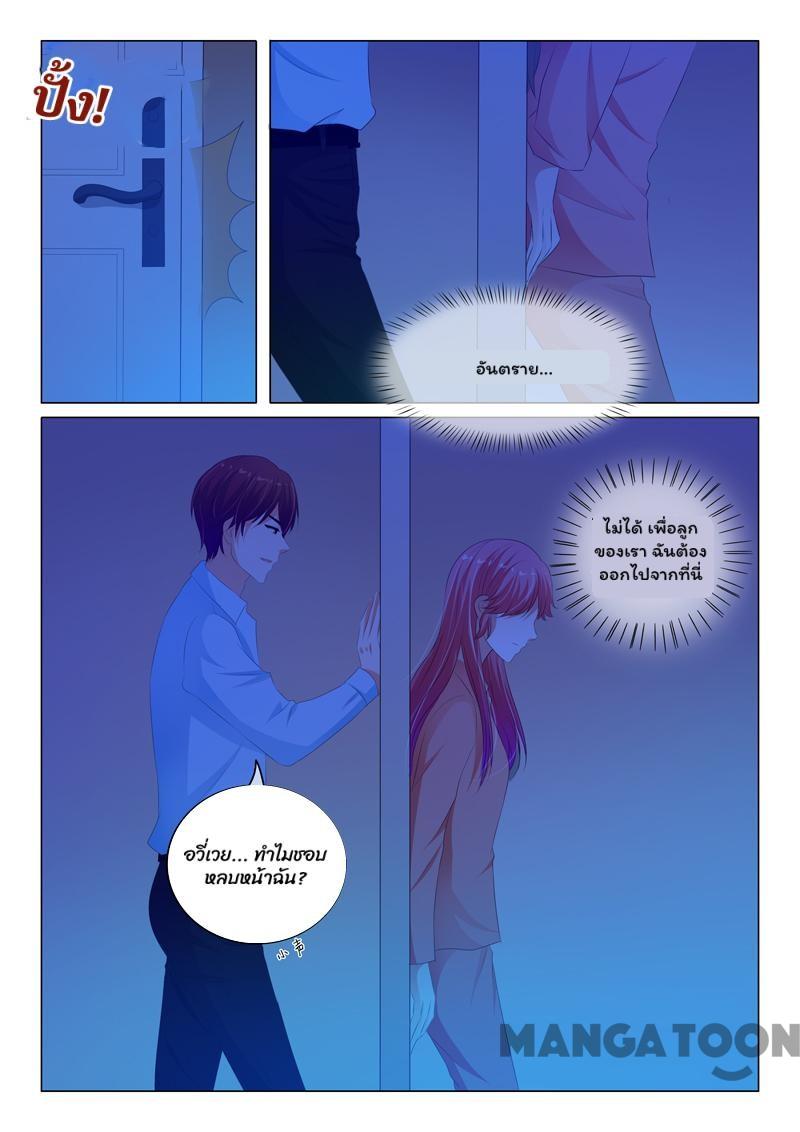 ปั้ง!
อันตราย...
ไม่ได้ เพื่อลูก
ของเรา ฉันต้อง
ออกไปจากที่นี่
อวี่เวย... ทำไมชอบ
หลบหน้าฉัน?
小声
MANGATOON